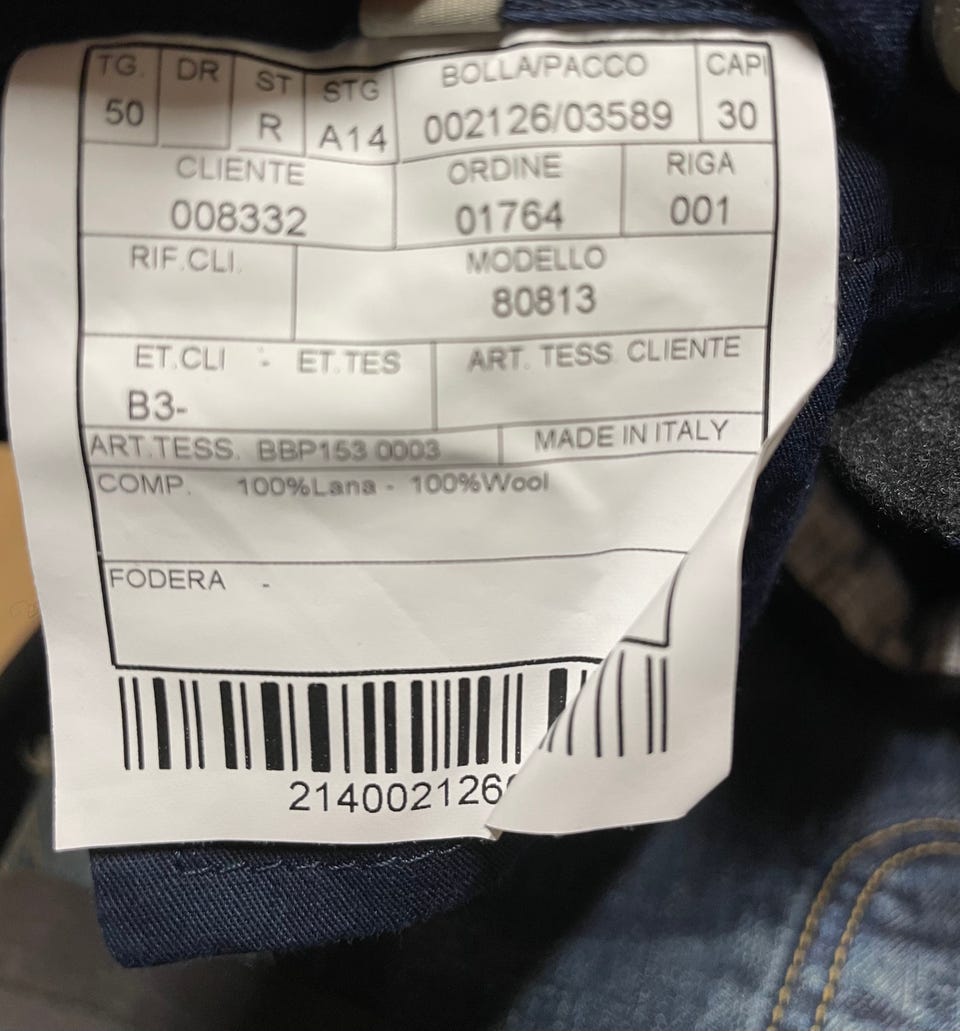 TG. DR ST STG BOLLA/PACCO CAPI
50 R A14 002126/03589 30
CLIENTE ORDINE RIGA
008332 01764 001
RIF.CLI. MODELLO
80813
ET.CLI - ET.TES ART. TESS CLIENTE
B3-
ART.TESS. BBP153 0003 MADE IN ITALY
COMP. 100%Lana - 100%Wool
FODERA -
214002126